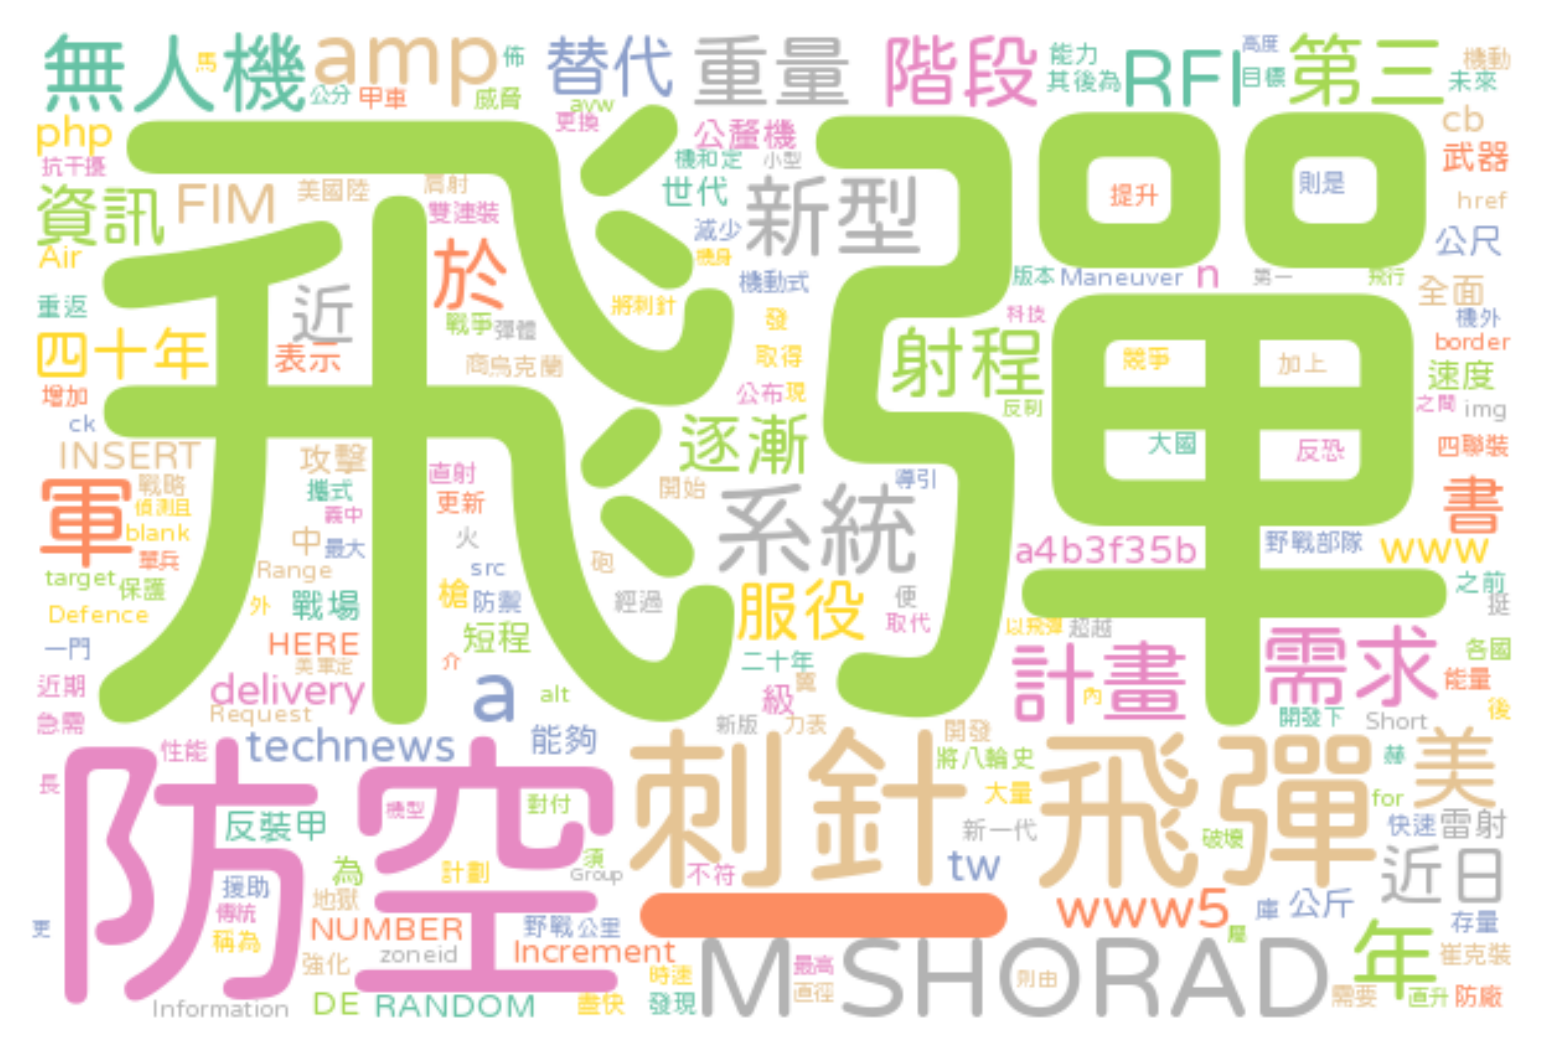 無人機
馬
amp
佈
替代
重量
階段
能力
高度
RFI
目標
第三
機動
其後為
未來
公分
甲車
威脅
avw
更換
php
抗干擾
公釐機
機和定
小型
cb
武器
飛彈
提升
則是
資訊
FIM
美國陸
肩射
雙連裝
世代
新型
href
減少
公尺
Air
於
機身
機動式
版本
Maneuver
n
第一
飛行
全面
重返
近
將刺針
戰爭
彈體
發
科技
機外
四十年
表示
商烏克蘭
取得
射程
競爭
加上
border
速度
增加
公布
現
反制
之間
img
ck
逐漸
大國
反恐
四聯裝
INSERT
攻擊
直射
導引
開始
軍
戰略
攜式
更新
系統
書
偵測且
義中
blank
中
最大
火
a4b3f35b
野戰部隊
www
單兵
Range
砲
target
保護
src
之前
外
戰場
槍
防禦
經過
服役
便
挺
Defence
取代
以飛彈
超越
一門
HERE
短程
美軍定
介
二十年
計畫
需求
各國
近期
delivery
a
alt
級
內
能量
Request
急需
新版
力表
開發下
Short
後
防空
性能
technews
能夠
刺針飛彈
開發
將八輪史
美
長
機型
對付
大量
for
反裝甲
新一代
破壞
快速
雷射
為
計劃
須
Group
不符
tw
近日
援助
地獄
傳統
www5
庫
公斤
更
NUMBER
野戰
公里
存量
稱為
強化
zoneid
Increment
時速
M
SHORAD
最高
則由
年
崔克裝
直徑
Information
DE
RANDOM
盡快
發現
需要
直升
防廠